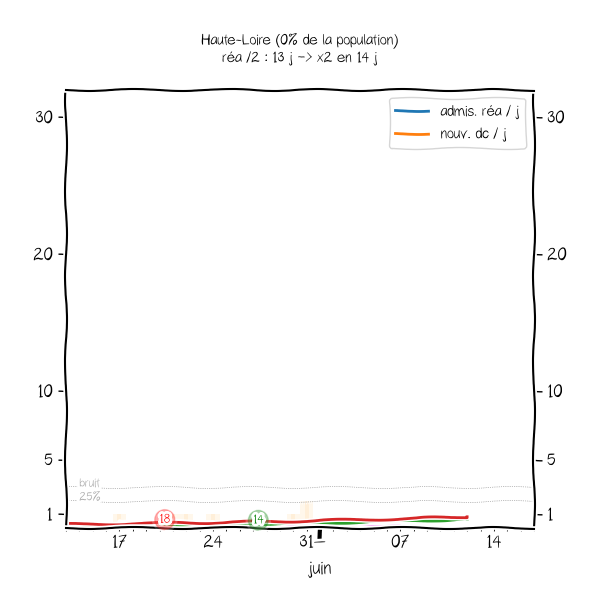 Haute-Loire (0% de la population)
réa /2 : 13 j -> x2 en 14 j
admis. réa / j
nouv. dc / j
30 30
20 20
10 10
5 5
bruit
25%
1 18 14 1
17 24 31 07 14
juin